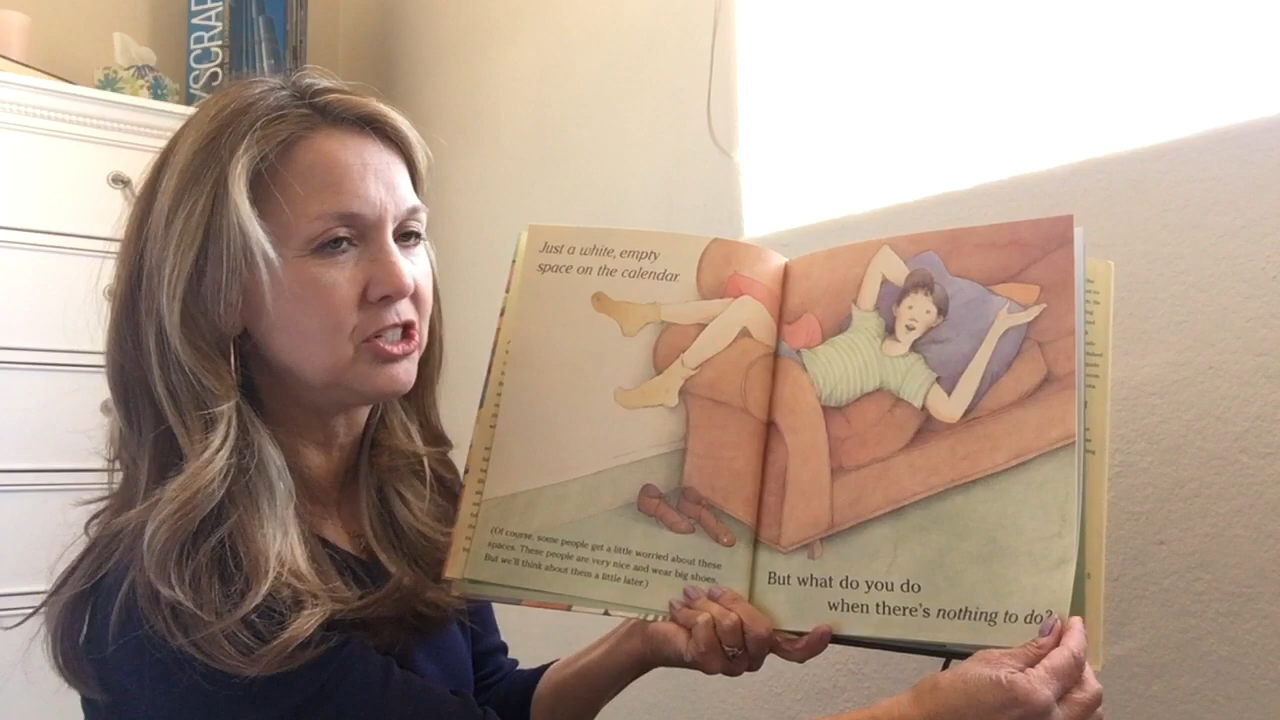 YSCRAP
Just a white, empty
space on the calendar.
(Of course, some people get a little worried about these
spaces. These people are very nice and wear big shoes.
But we'll think about them a little later.)
But what do you do
when there's nothing to do?